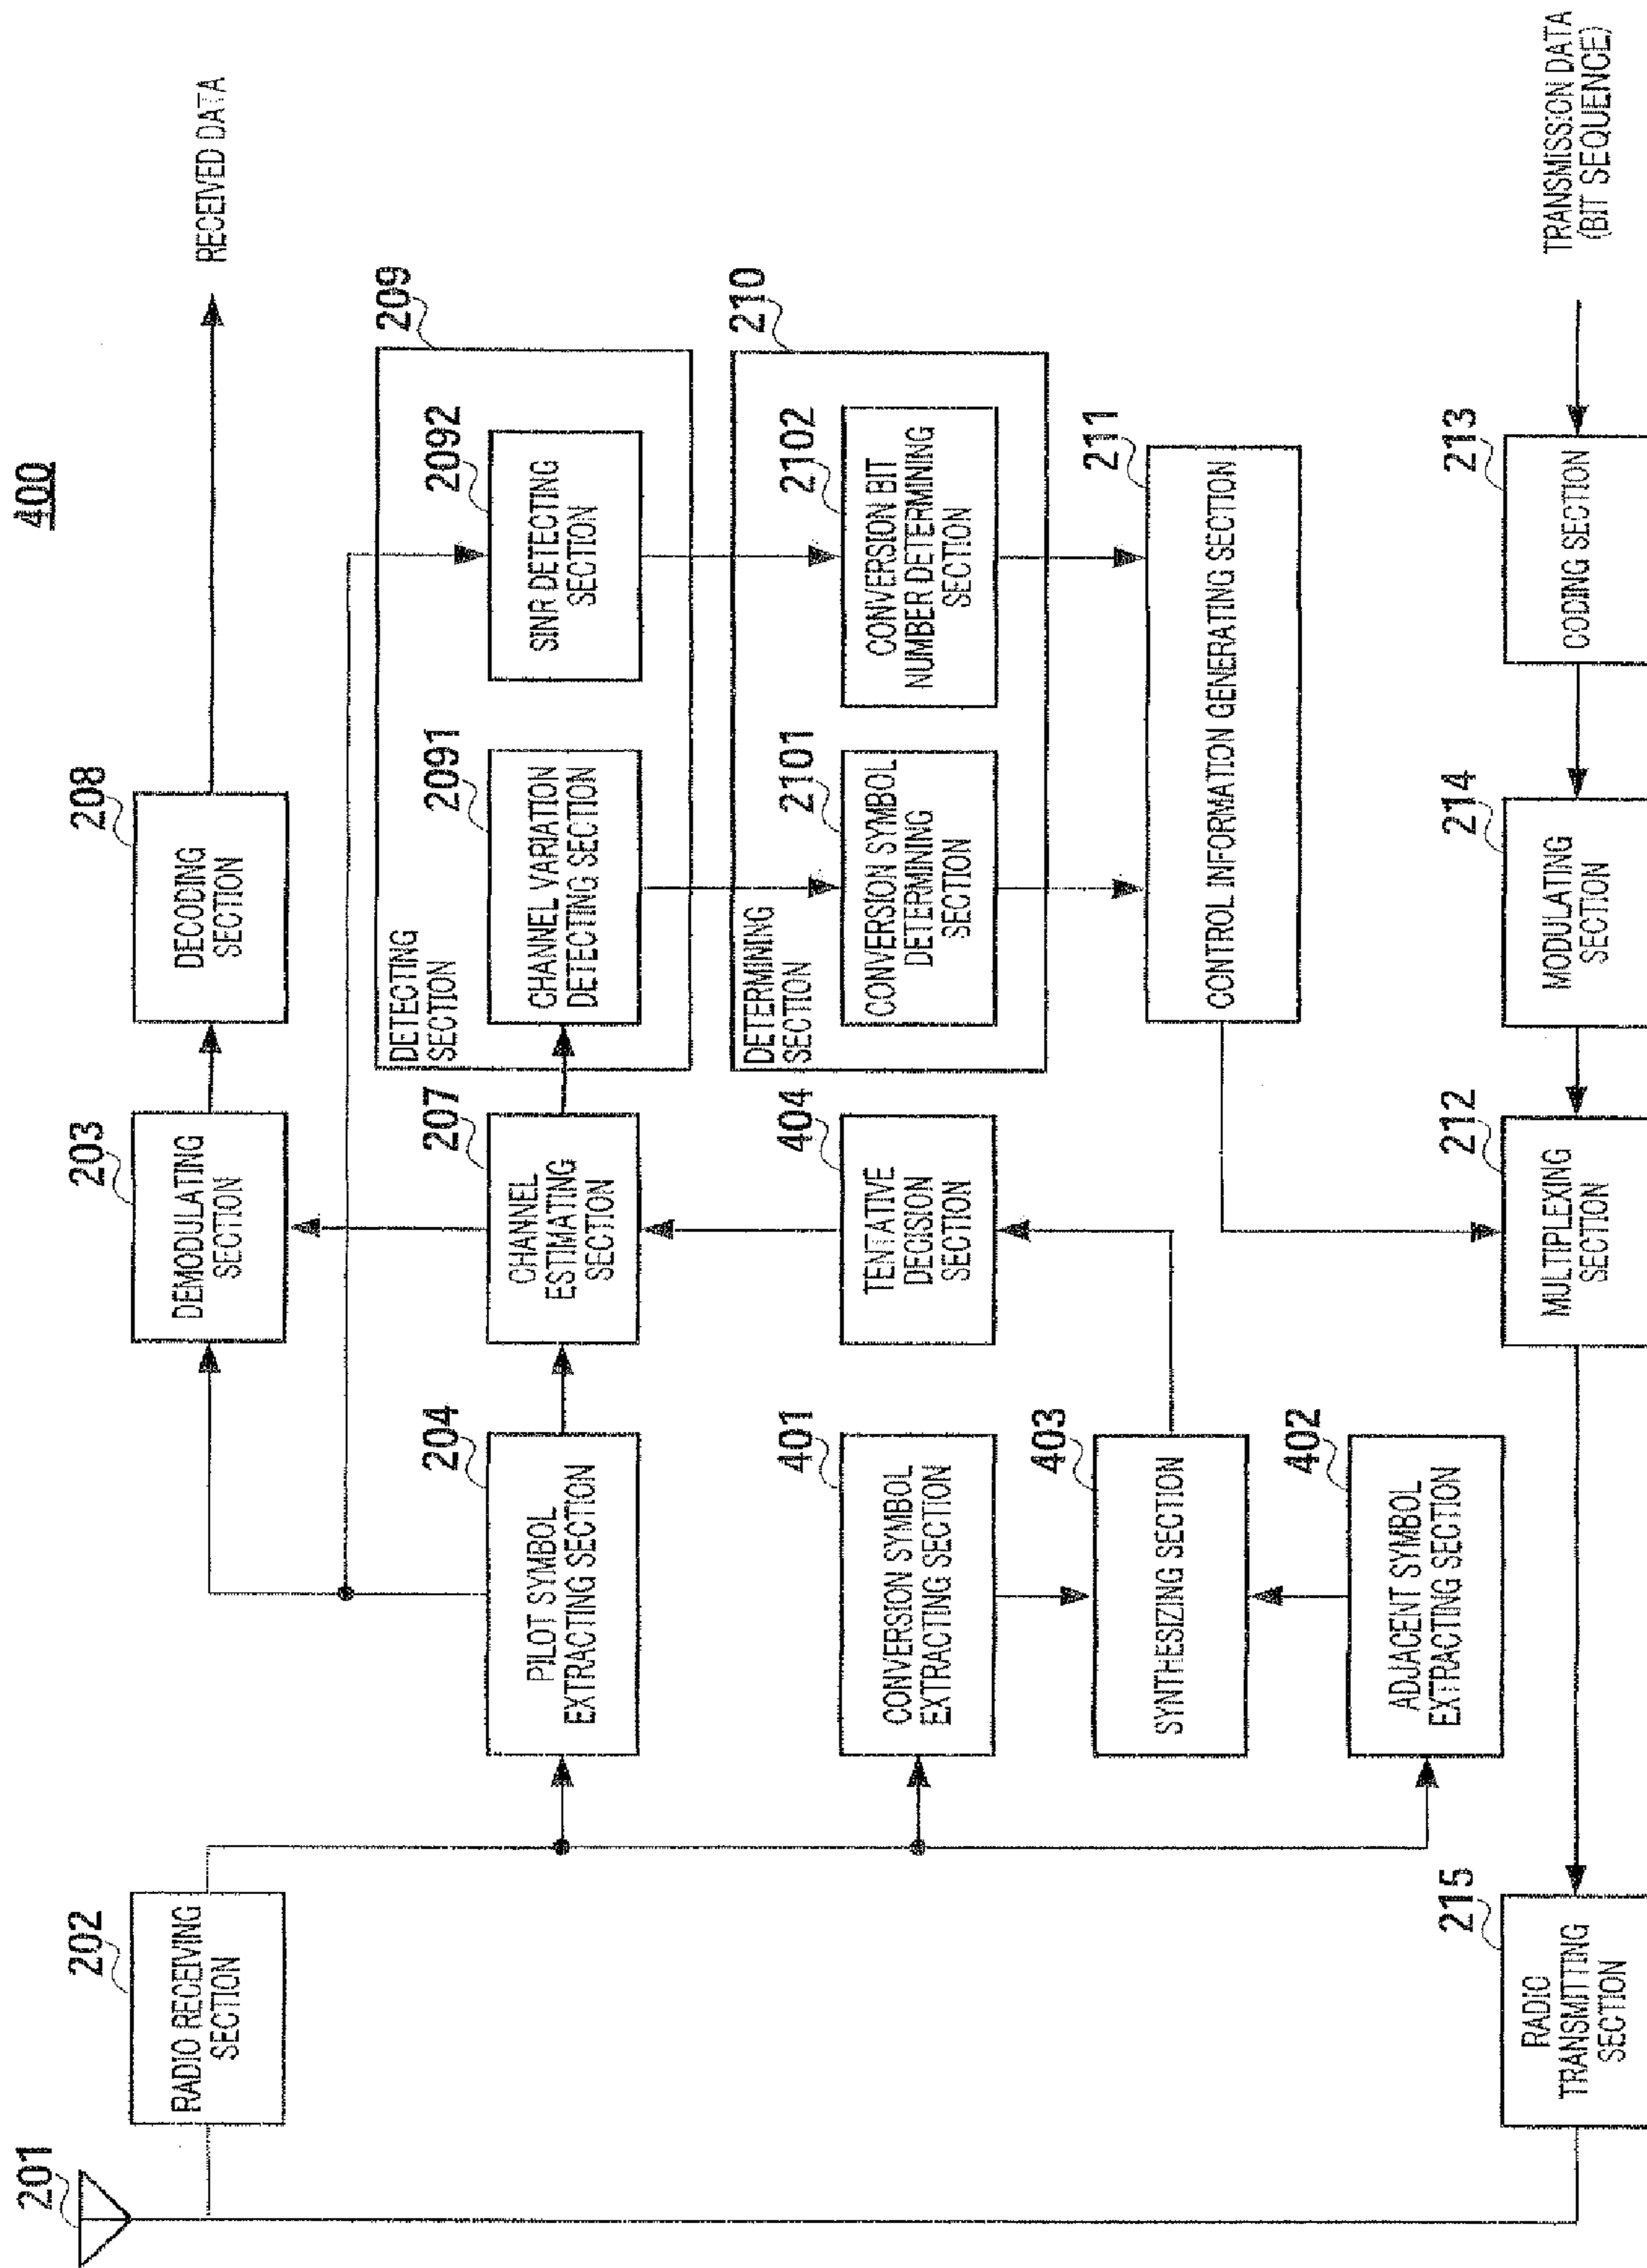 400
201
202
RADIO RECEIVING
SECTION
203
DEMODULATING
SECTION
208
DECODING
SECTION
RECEIVED DATA
204
PILOT SYMBOL
EXTRACTING SECTION
207
CHANNEL
ESTIMATING
SECTION
209
DETECTING
SECTION
2091
CHANNEL VARIATION
DETECTING SECTION
2092
SINR DETECTING
SECTION
401
CONVERSION SYMBOL
EXTRACTING SECTION
404
TENTATIVE
DECISION
SECTION
210
DETERMINING
SECTION
2101
CONVERSION SYMBOL
DETERMINING
SECTION
2102
CONVERSION BIT
NUMBER DETERMINING
SECTION
403
SYNTHESIZING SECTION
211
CONTROL INFORMATION GENERATING SECTION
402
ADJACENT SYMBOL
EXTRACTING SECTION
215
RADIO
TRANSMITTING
SECTION
212
MULTIPLEXING
SECTION
214
MODULATING
SECTION
213
CODING SECTION
TRANSMISSION DATA
(BIT SEQUENCE)